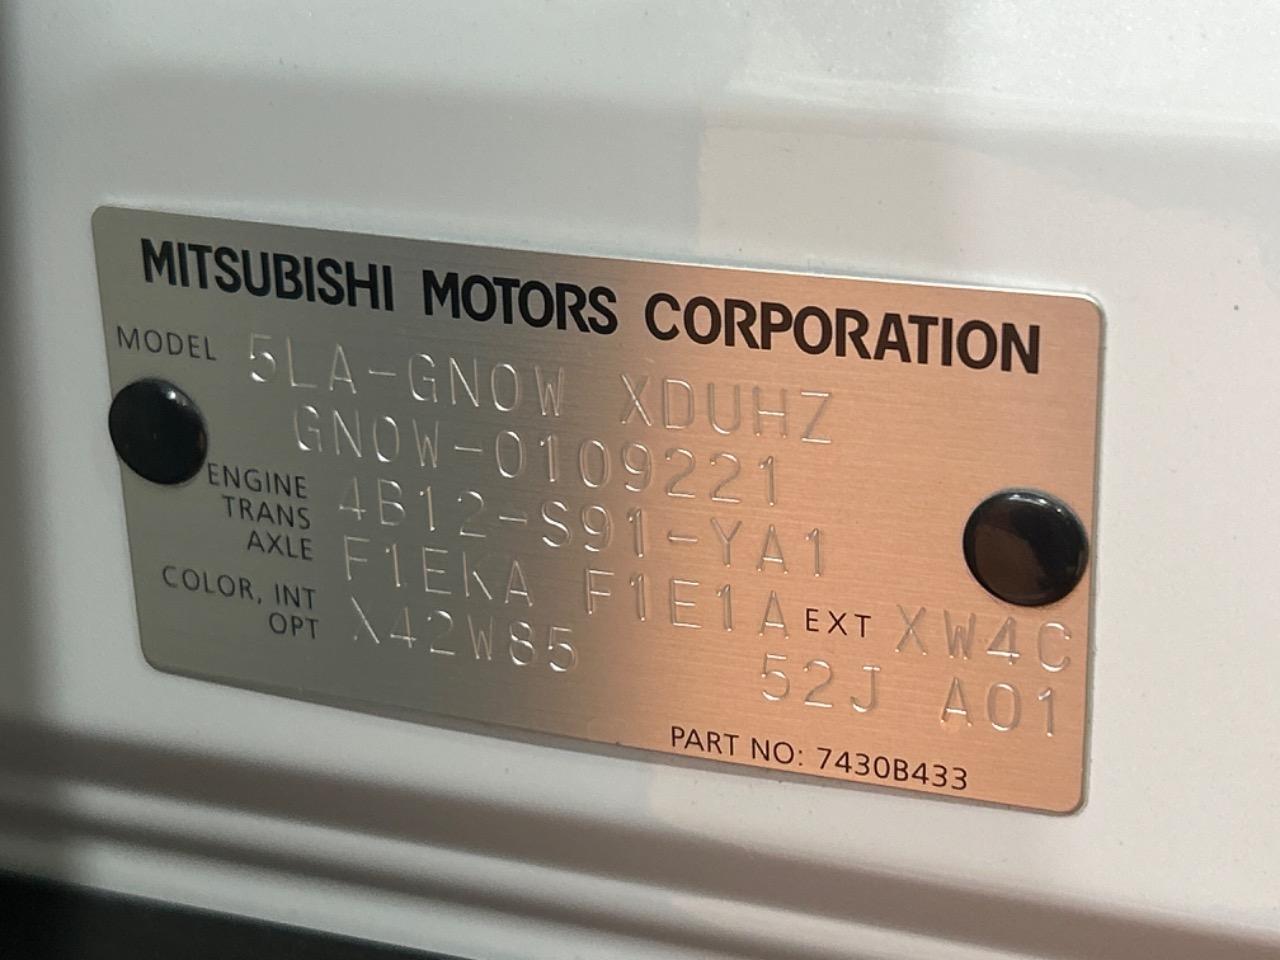 MITSUBISHI MOTORS CORPORATION
MODEL 5LA-GN0W XDUHZ
GN0W-0109221
ENGINE 4B12-S91-YA1
TRANS AXLE F1EKA F1E1A
COLOR, INT X42W85 EXT XW4C
OPT 52J A01
PART NO: 7430B433